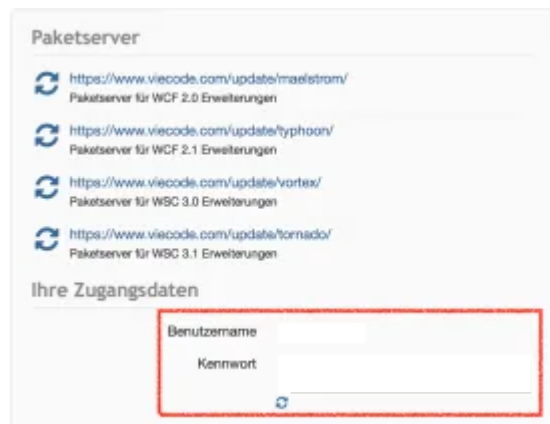 Paketserver
https://www.viecode.com/update/maelstrom/
Paketserver für WCF 2.0 Erweiterungen
https://www.viecode.com/update/typhoon/
Paketserver für WCF 2.1 Erweiterungen
https://www.viecode.com/update/vortex/
Paketserver für WSC 3.0 Erweiterungen
https://www.viecode.com/update/tornado/
Paketserver für WSC 3.1 Erweiterungen
Ihre Zugangsdaten
Benutzername
Kennwort